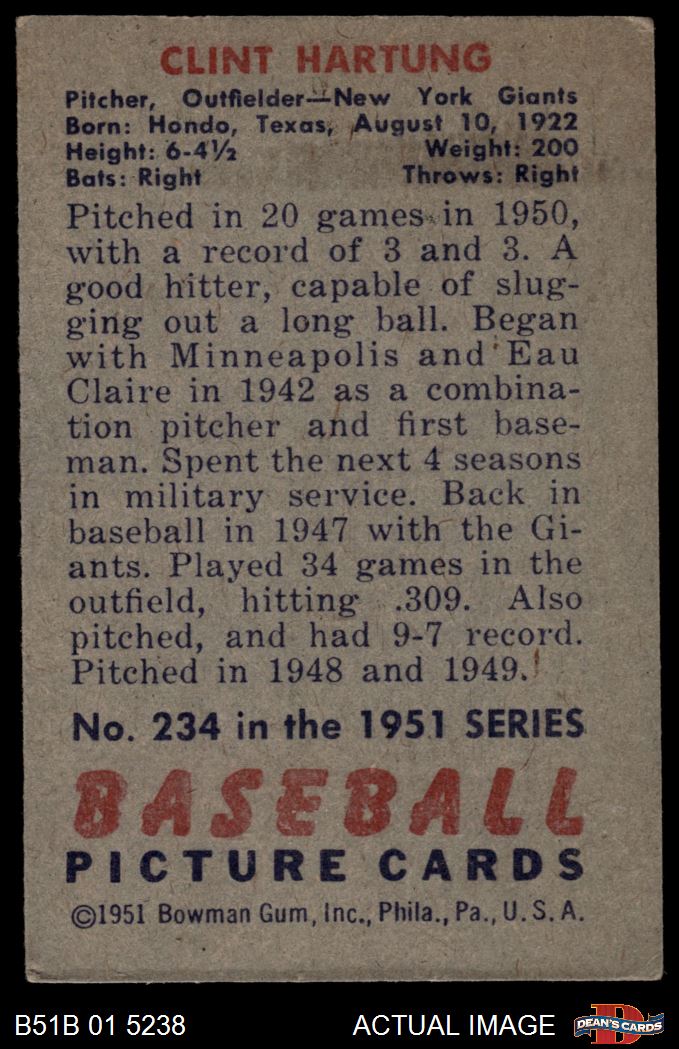 CLINT HARTUNG
Pitcher, Outfielder—New York Giants
Born: Hondo, Texas, August 10, 1922
Height: 6-4½ Weight: 200
Bats: Right Throws: Right
Pitched in 20 games in 1950,
with a record of 3 and 3. A
good hitter, capable of slug-
ging out a long ball. Began
with Minneapolis and Eau
Claire in 1942 as a combina-
tion pitcher and first base-
man. Spent the next 4 seasons
in military service. Back in
baseball in 1947 with the Gi-
ants. Played 34 games in the
outfield, hitting .309. Also
pitched, and had 9-7 record.
Pitched in 1948 and 1949.
No. 234 in the 1951 SERIES
BASEBALL
PICTURE CARDS
©1951 Bowman Gum, Inc., Phila., Pa., U. S. A.
B51B 01 5238 ACTUAL IMAGE D DEAN'S CARDS